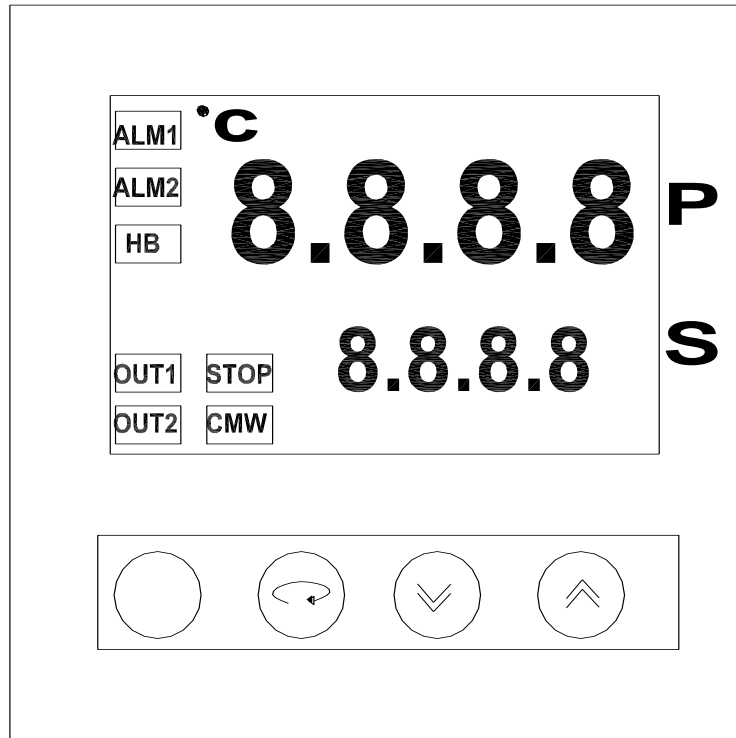 ALM1 °C
ALM2 8.8.8.8 P
HB
8.8.8.8 S
OUT1 STOP
OUT2 CMW